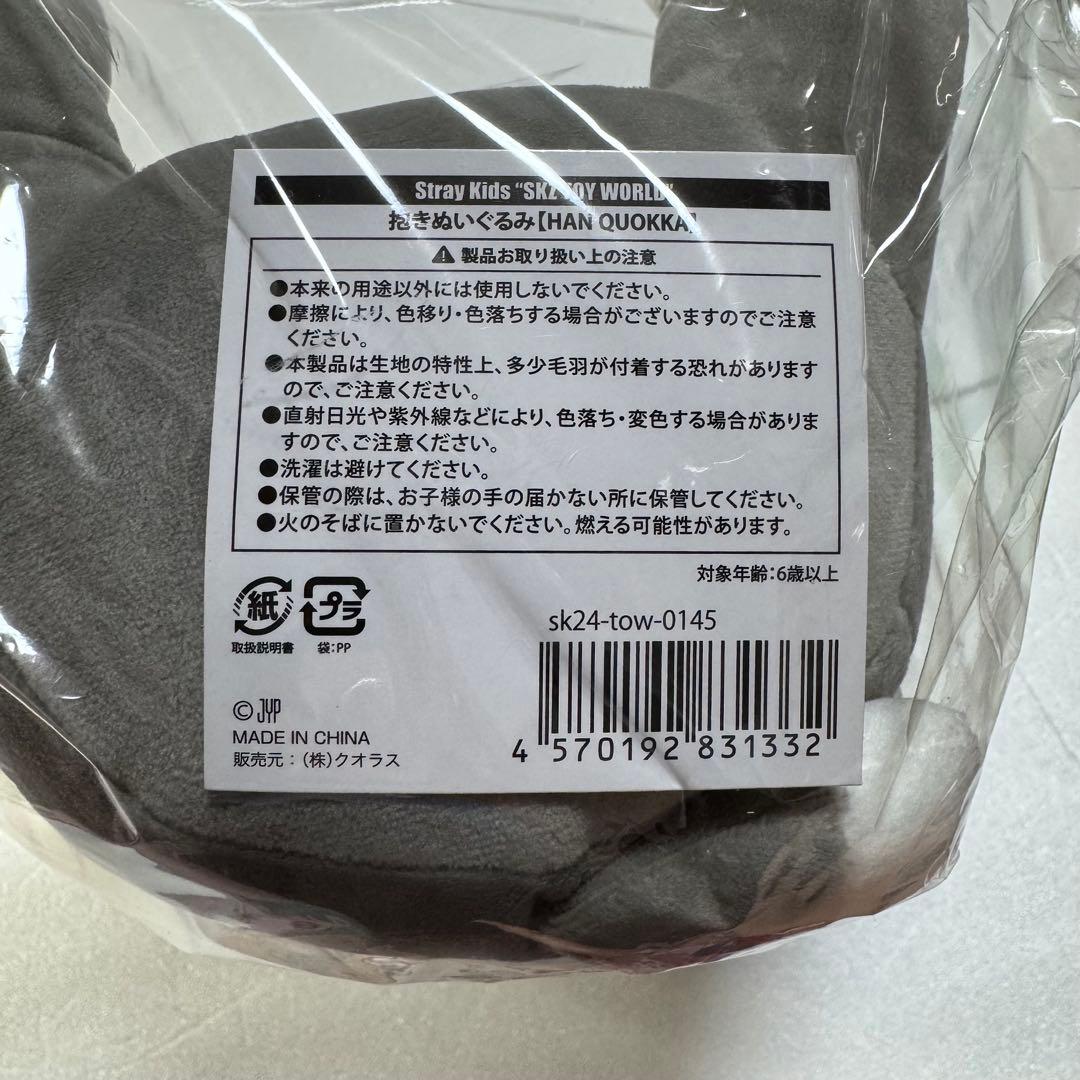 Stray Kids "SKZ TOY WORLD"
抱きぬいぐるみ【HAN QUOKKA】
⚠ 製品お取り扱い上の注意
●本来の用途以外には使用しないでください。
●摩擦により、色移り・色落ちする場合がございますのでご注意
ください。
●本製品は生地の特性上、多少毛羽が付着する恐れがあります
ので、ご注意ください。
●直射日光や紫外線などにより、色落ち・変色する場合がありま
すので、ご注意ください。
●洗濯は避けてください。
●保管の際は、お子様の手の届かない所に保管してください。
●火のそばに置かないでください。燃える可能性があります。
対象年齢：6歳以上
紙 プラ
取扱説明書 袋：PP
sk24-tow-0145
4 570192 831332
© JYP
MADE IN CHINA
販売元：（株）クオラス